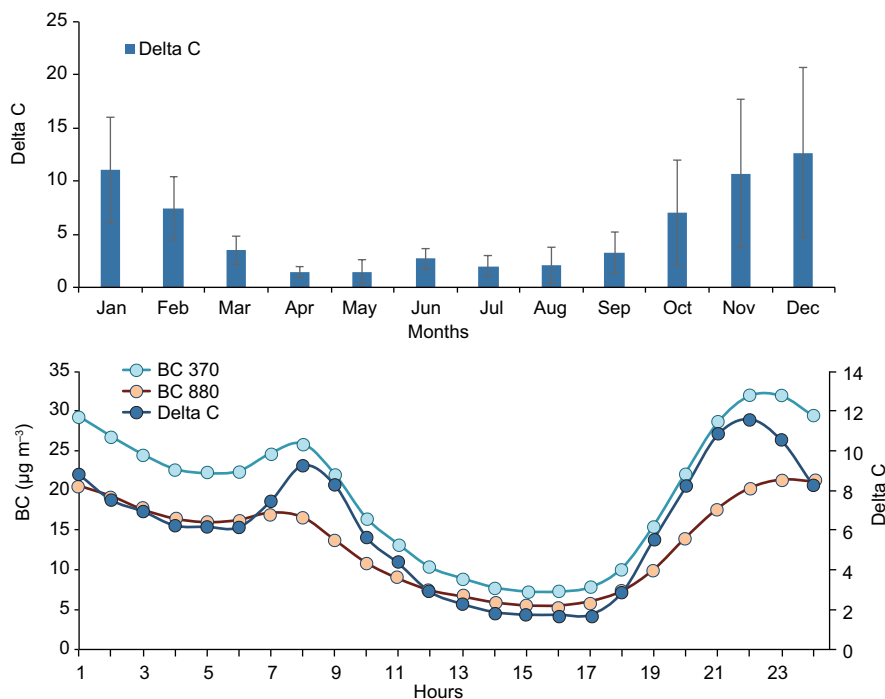 25
20
15
10
5
0
Delta C
Delta C
Jan Feb Mar Apr May Jun Jul Aug Sep Oct Nov Dec
Months
35
30
25
20
15
10
5
0
BC (µg m⁻³)
BC 370
BC 880
Delta C
14
12
10
8
6
4
2
0
Delta C
1 3 5 7 9 11 13 15 17 19 21 23
Hours